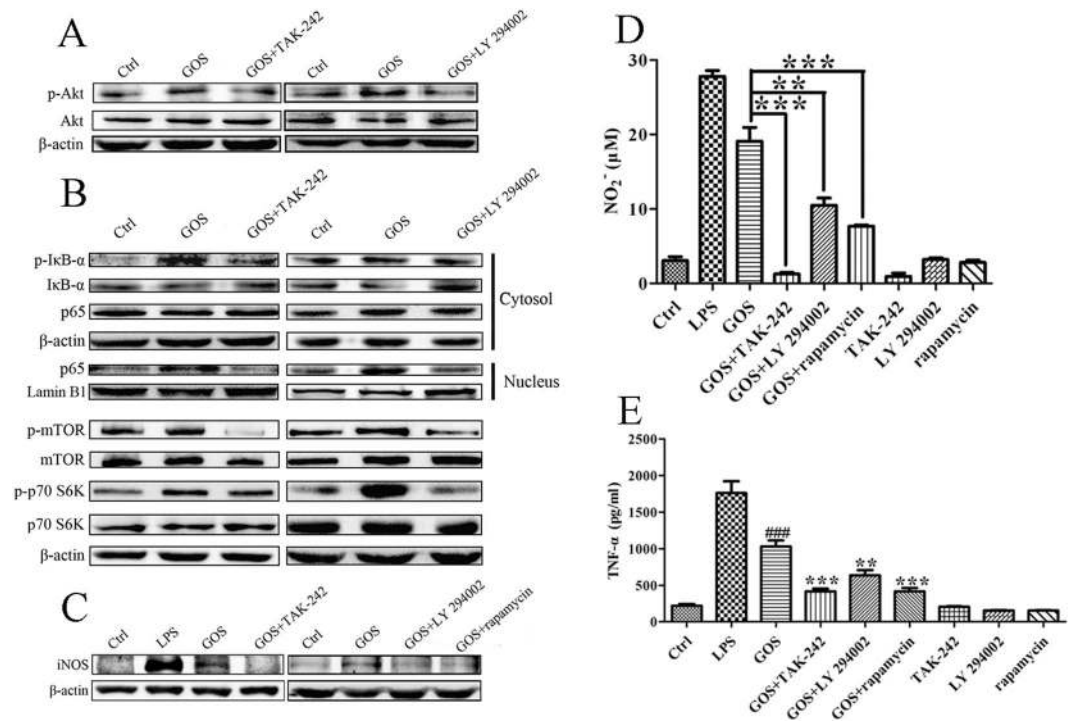 A
Ctrl GOS GOS+TAK-242 Ctrl GOS GOS+LY 294002
p-Akt
Akt
β-actin
B
Ctrl GOS GOS+TAK-242 Ctrl GOS GOS+LY 294002
p-IκB-α
IκB-α
p65
β-actin
Cytosol
p65
Lamin B1
Nucleus
p-mTOR
mTOR
p-p70 S6K
p70 S6K
β-actin
C
Ctrl LPS GOS GOS+TAK-242 Ctrl GOS GOS+LY 294002 GOS+rapamycin
iNOS
β-actin
D
NO₂⁻ (μM)
30
20
10
0
***
**
***
Ctrl LPS GOS GOS+TAK-242 GOS+LY 294002 GOS+rapamycin TAK-242 LY 294002 rapamycin
E
TNF-α (pg/ml)
2500
2000
1500
1000
500
0
###
***
**
***
Ctrl LPS GOS GOS+TAK-242 GOS+LY 294002 GOS+rapamycin TAK-242 LY 294002 rapamycin